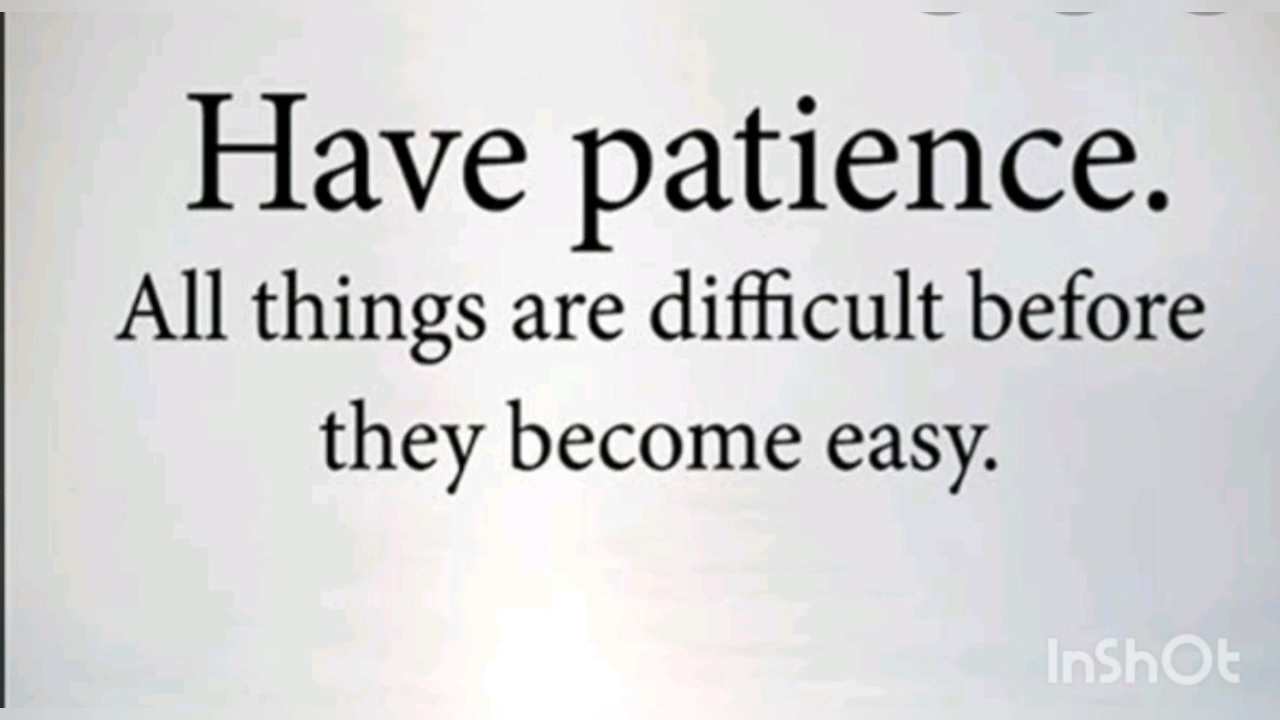 Have patience.
All things are difficult before
they become easy.
InShOt